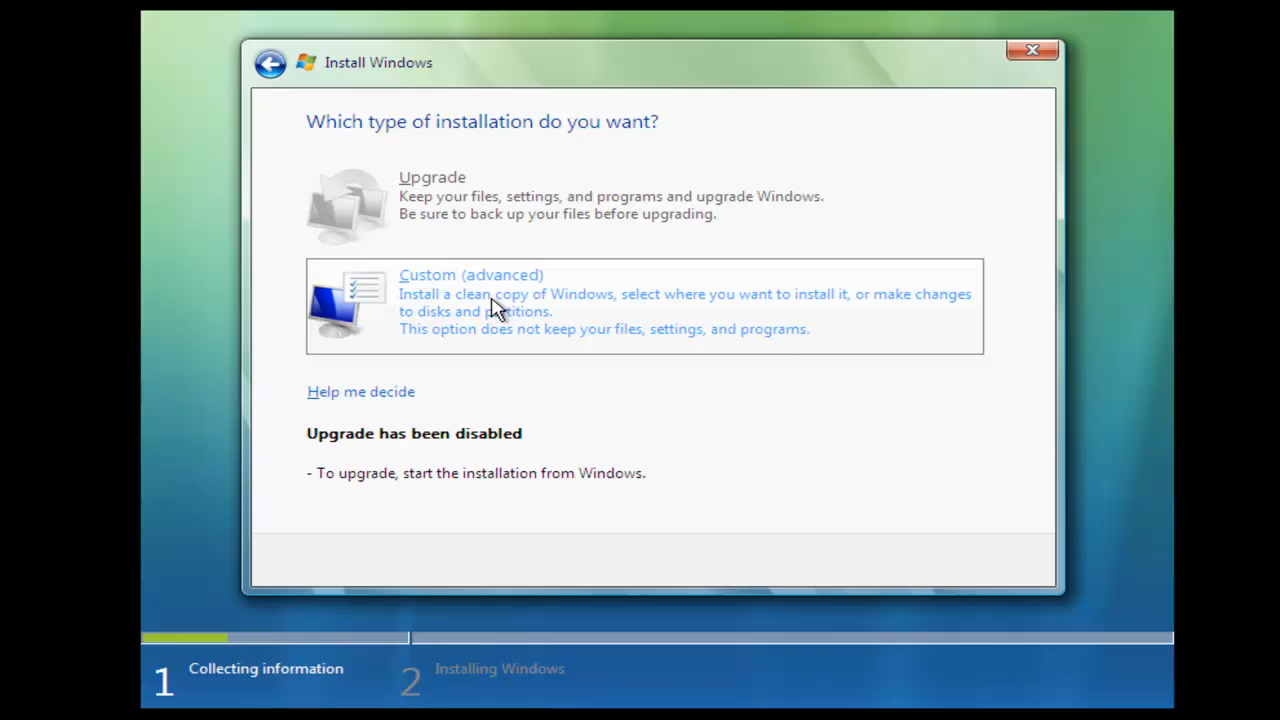 Install Windows
Which type of installation do you want?
Upgrade
Keep your files, settings, and programs and upgrade Windows.
Be sure to back up your files before upgrading.
Custom (advanced)
Install a clean copy of Windows, select where you want to install it, or make changes
to disks and partitions.
This option does not keep your files, settings, and programs.
Help me decide
Upgrade has been disabled
- To upgrade, start the installation from Windows.
1 Collecting information
2 Installing Windows